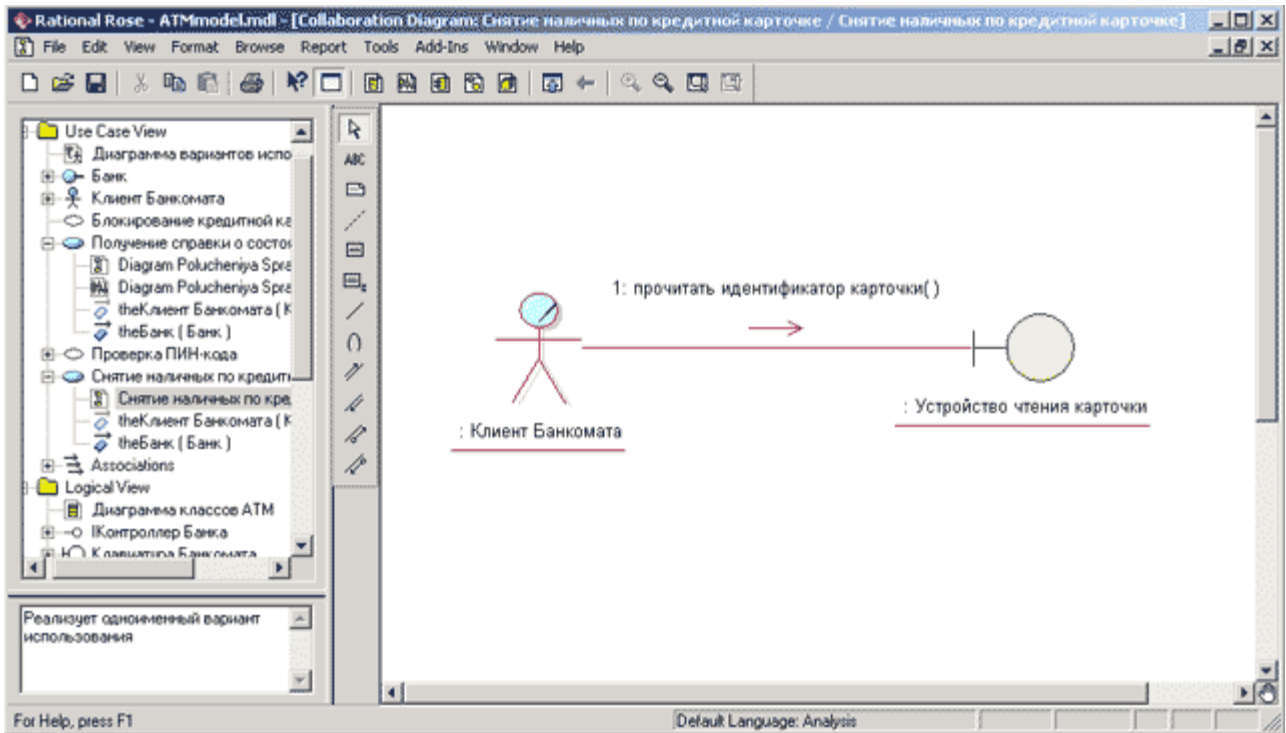 Rational Rose - ATMmodel.mdl - [Collaboration Diagram: Снятие наличных по кредитной карточке / Снятие наличных по кредитной карточке]
File Edit View Format Browse Report Tools Add-Ins Window Help
Use Case View
Диаграмма вариантов испо
Банк
Клиент Банкомата
Блокирование кредитной ка
Получение справки о состоя
Diagram Polucheniya Spra
Diagram Polucheniya Spra
theКлиент Банкомата ( К
theБанк ( Банк )
Проверка ПИН-кода
Снятие наличных по кредитн
Снятие наличных по кре
theКлиент Банкомата ( К
theБанк ( Банк )
Associations
Logical View
Диаграмма классов АТМ
IКонтроллер Банка
Клавиатура Банкомата
Реализует одноименный вариант
использования
ABC
1: прочитать идентификатор карточки( )
: Клиент Банкомата
: Устройство чтения карточки
For Help, press F1
Default Language: Analysis